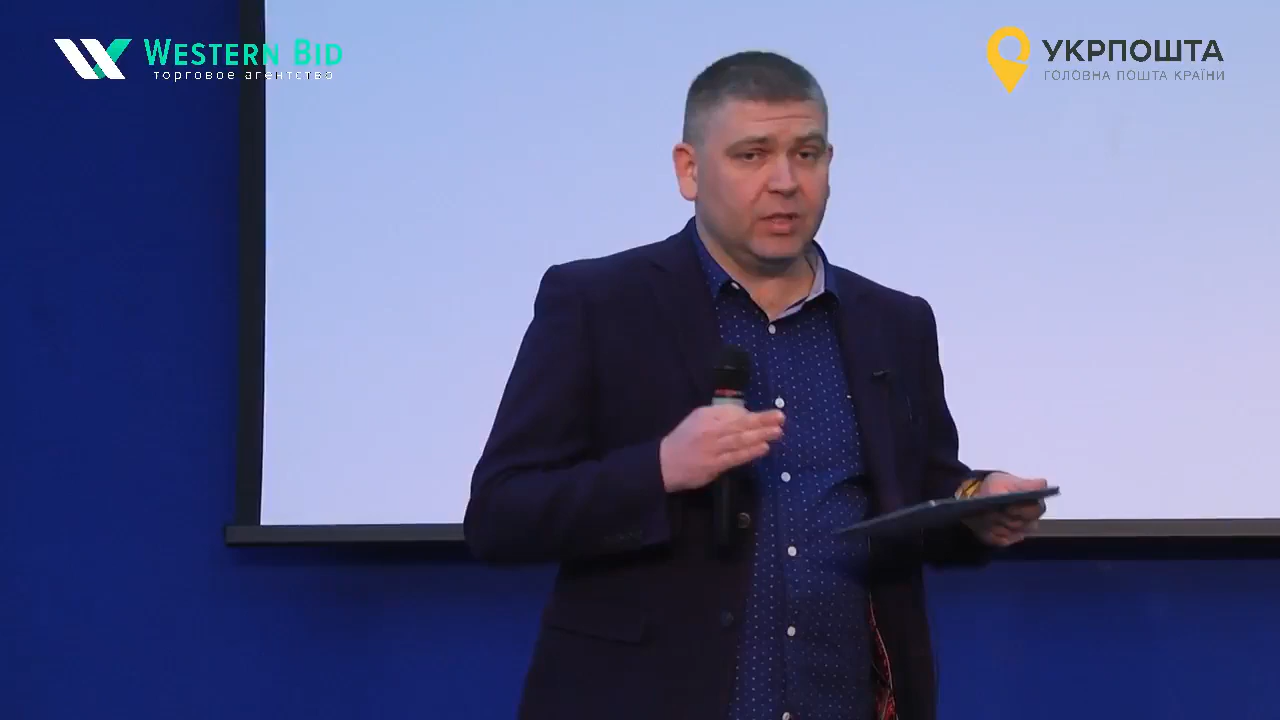 WESTERN BID
торговое агентство
УКРПОШТА
ГОЛОВНА ПОШТА КРАЇНИ